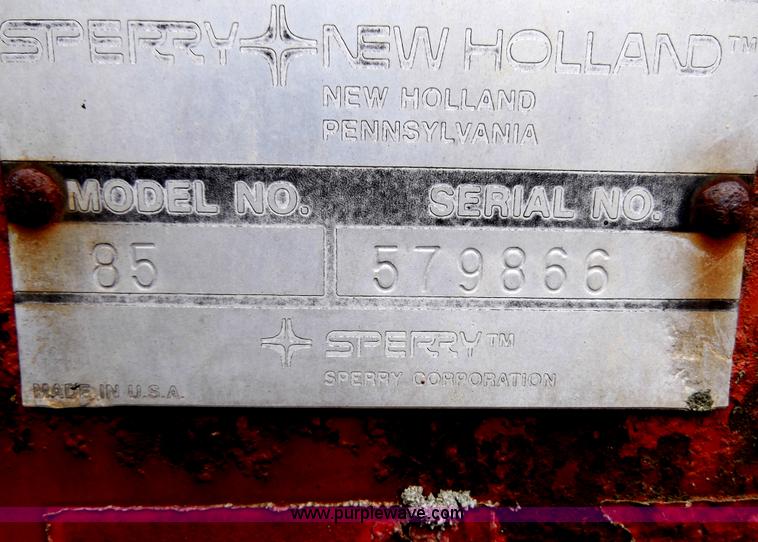 SPERRY NEW HOLLAND™
NEW HOLLAND
PENNSYLVANIA
MODEL NO. SERIAL NO.
85 579866
SPERRY™
SPERRY CORPORATION
MADE IN U.S.A.
www.purplewave.com